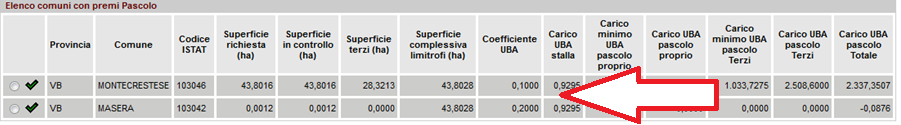 Elenco comuni con premi Pascolo
Provincia Comune Codice ISTAT Superficie richiesta (ha) Superficie in controllo (ha) Superficie terzi (ha) Superficie complessiva limitrofi (ha) Coefficiente UBA Carico UBA stalla Carico minimo UBA pascolo proprio Carico UBA pascolo proprio Carico minimo UBA pascolo Terzi Carico UBA pascolo Terzi Carico UBA pascolo Totale
VB MONTECRESTESE 103046 43,8016 43,8016 28,3213 43,8028 0,1000 0,9295 1.033,7275 2.508,6000 2.337,3507
VB MASERA 103042 0,0012 0,0012 0,0000 43,8028 0,2000 0,9295 0,0000 0,0000 -0,0876